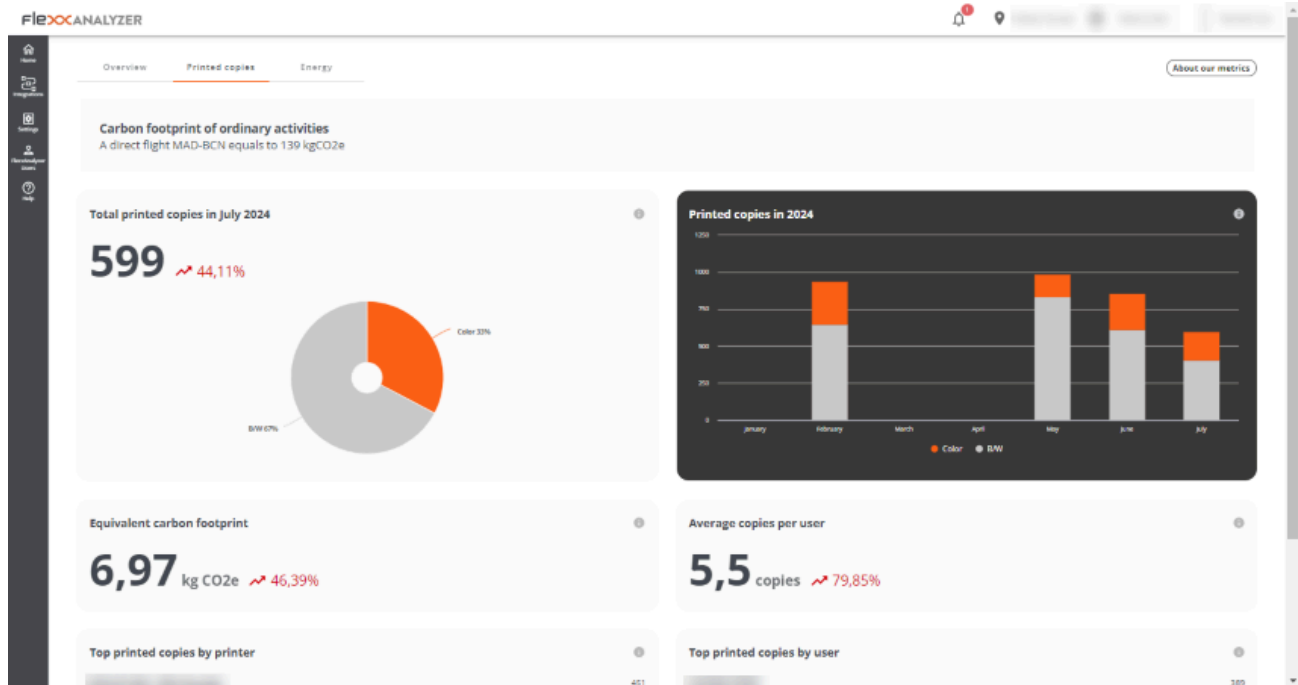 FlexxANALYZER
1
Home
Integrations
Settings
FlexxAnalyzer
Users
Help
Overview Printed copies Energy
About our metrics
Carbon footprint of ordinary activities
A direct flight MAD-BCN equals to 139 kgCO2e
Total printed copies in July 2024
599 44,11%
Color 33%
B/W 67%
Printed copies in 2024
1250
1000
750
500
250
0
January February March April May June July
Color B/W
Equivalent carbon footprint
6,97 kg CO2e 46,39%
Average copies per user
5,5 copies 79,85%
Top printed copies by printer
451
Top printed copies by user
389